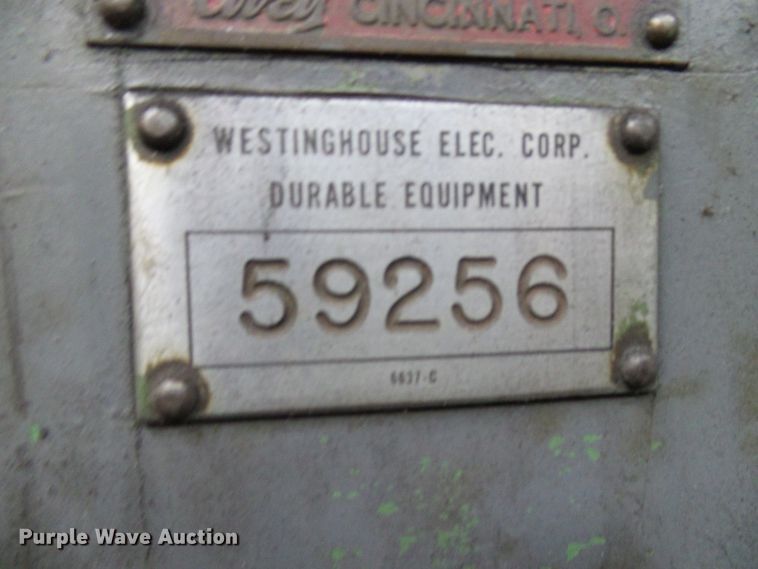 CINCINNATI, O.
WESTINGHOUSE ELEC. CORP.
DURABLE EQUIPMENT
59256
6637-C
Purple Wave Auction